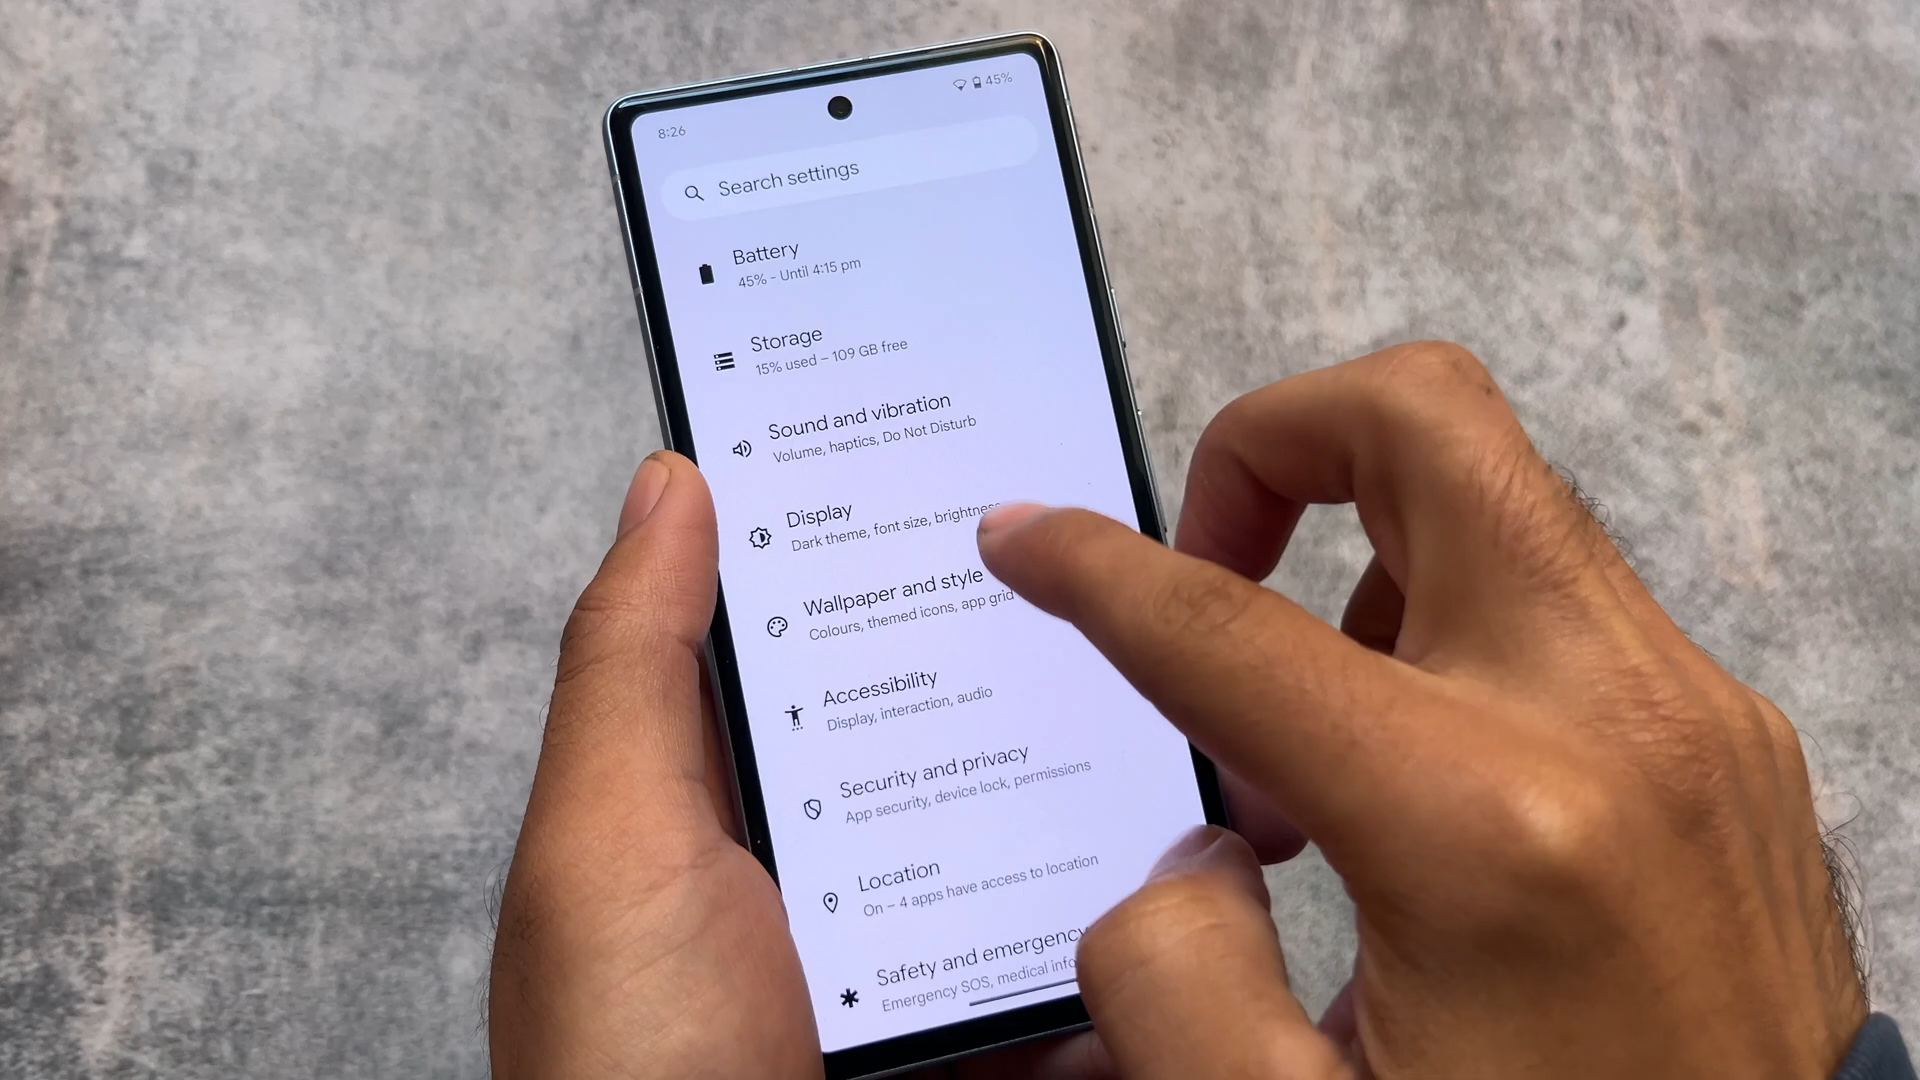 8:26
45%
Search settings
Battery
45% - Until 4:15 pm
Storage
15% used – 109 GB free
Sound and vibration
Volume, haptics, Do Not Disturb
Display
Dark theme, font size, brightness
Wallpaper and style
Colours, themed icons, app grid
Accessibility
Display, interaction, audio
Security and privacy
App security, device lock, permissions
Location
On – 4 apps have access to location
Safety and emergency
Emergency SOS, medical info